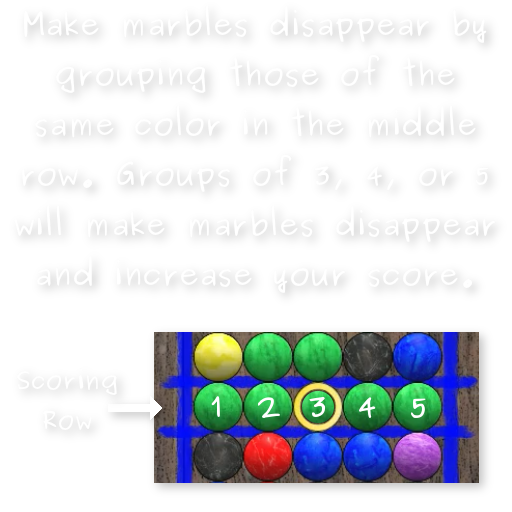 Make marbles disappear by
grouping those of the
same color in the middle
row. Groups of 3, 4, or 5
will make marbles disappear
and increase your score.
Scoring
Row
1 2 3 4 5